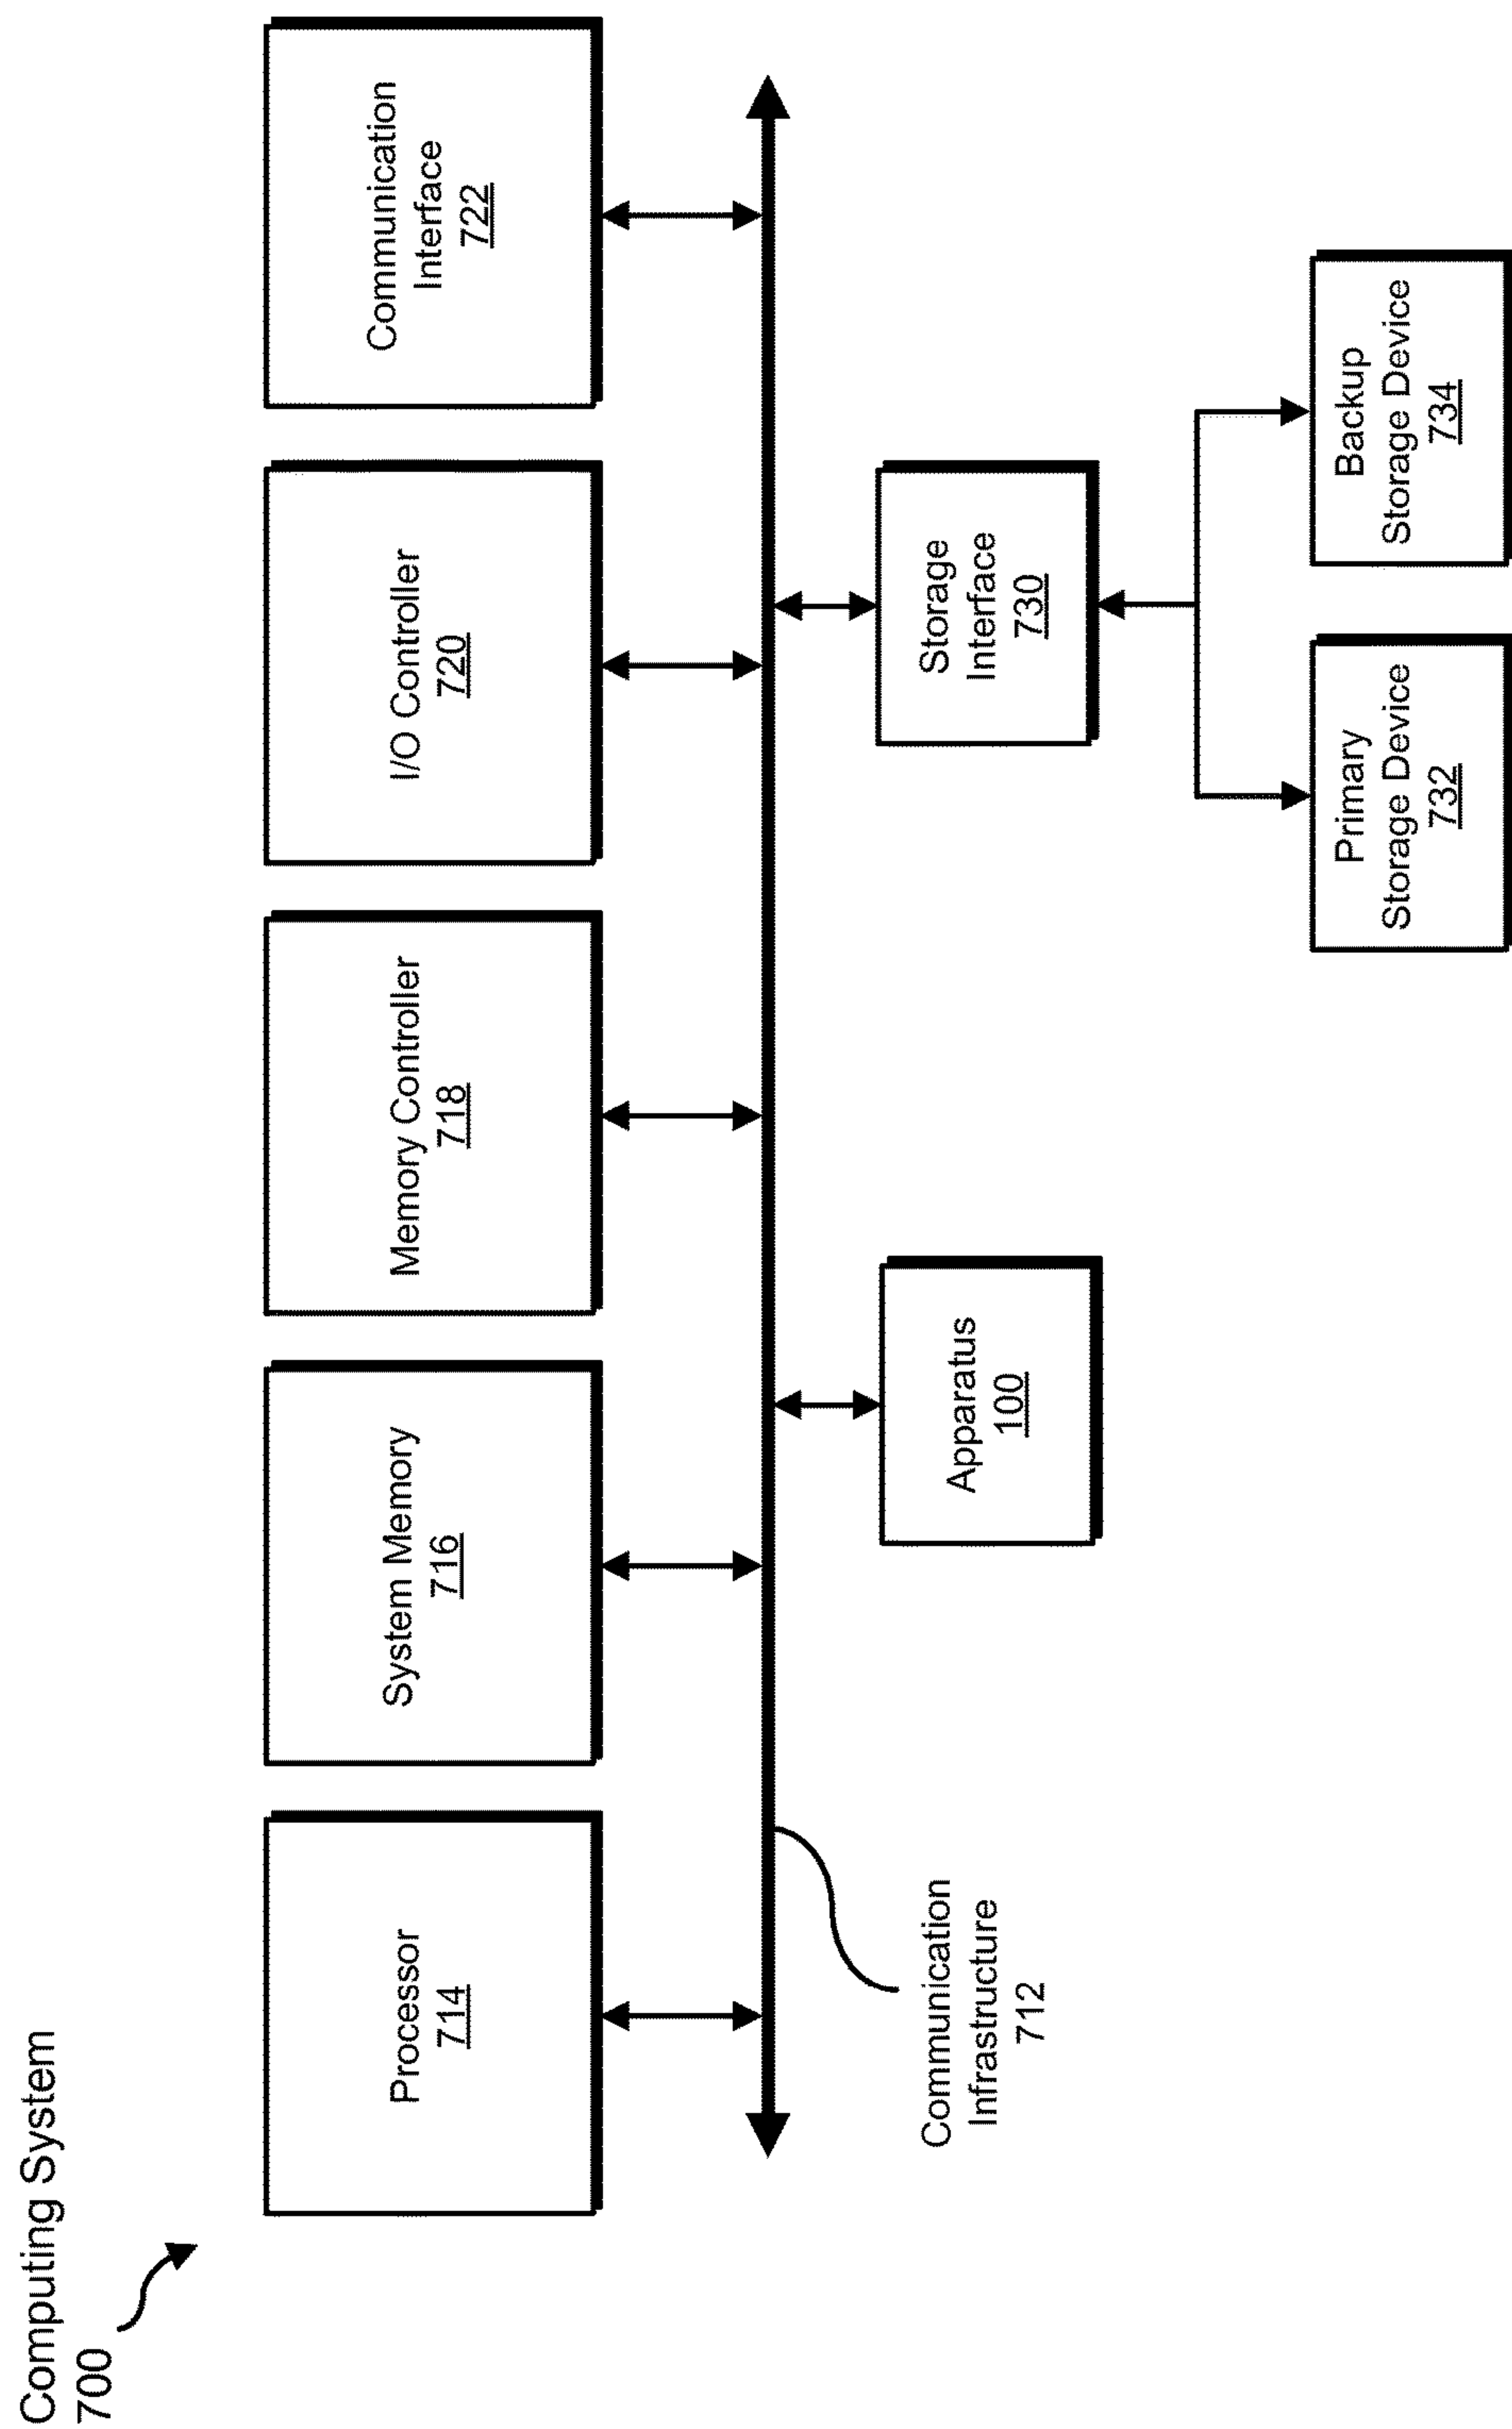 Computing System
700
Processor
714
System Memory
716
Memory Controller
718
I/O Controller
720
Communication
Interface
722
Communication
Infrastructure
712
Apparatus
100
Storage
Interface
730
Primary
Storage Device
732
Backup
Storage Device
734